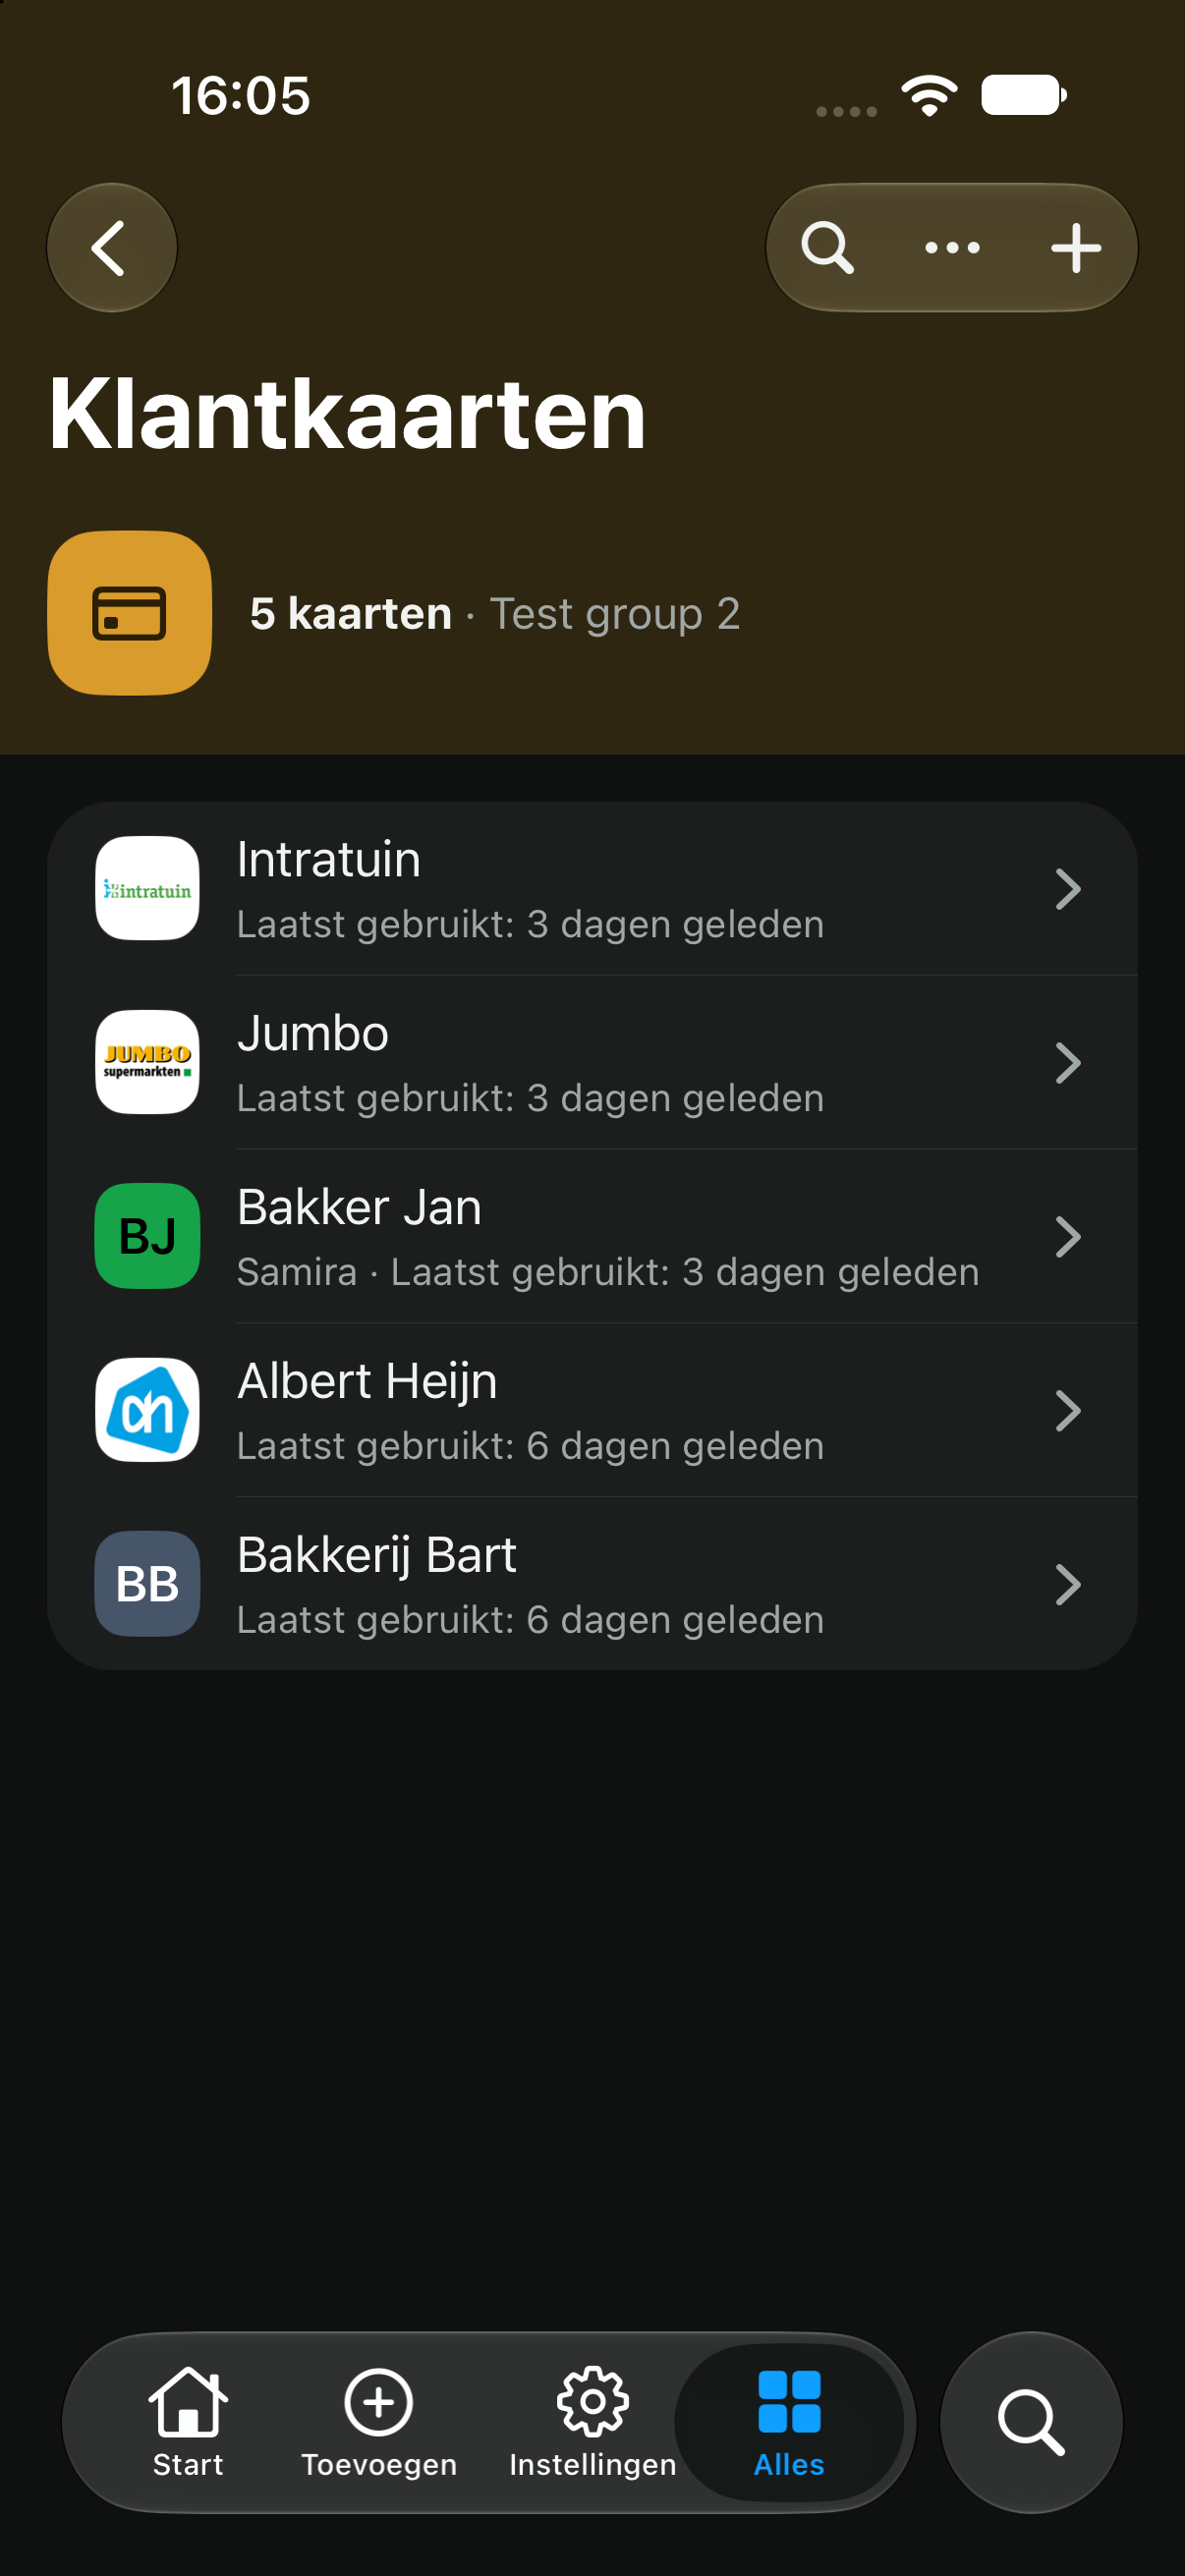 16:05
Klantkaarten
5 kaarten · Test group 2
intratuin
Intratuin
Laatst gebruikt: 3 dagen geleden
JUMBO
supermarkten
Jumbo
Laatst gebruikt: 3 dagen geleden
BJ
Bakker Jan
Samira · Laatst gebruikt: 3 dagen geleden
ah
Albert Heijn
Laatst gebruikt: 6 dagen geleden
BB
Bakkerij Bart
Laatst gebruikt: 6 dagen geleden
Start
Toevoegen
Instellingen
Alles